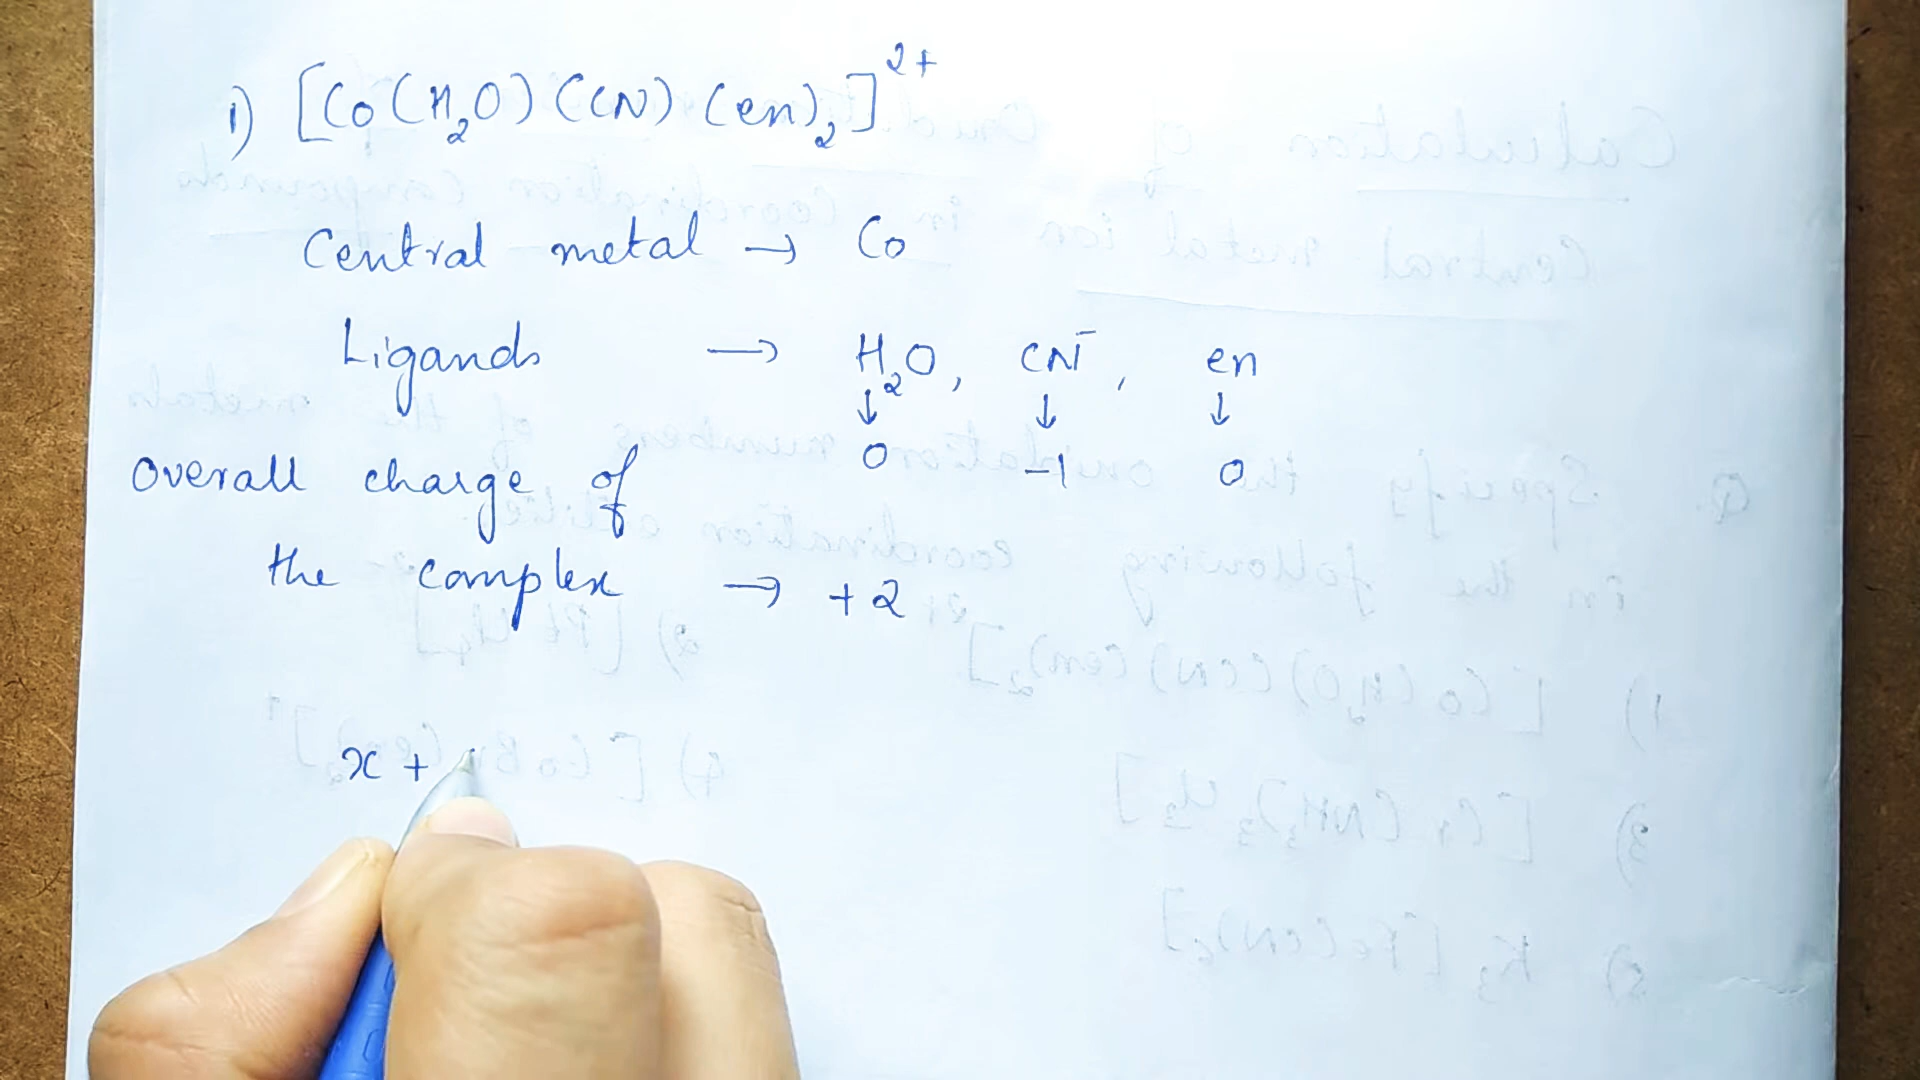 1) [Co(H₂O)(CN)(en)₂]²⁺
Central metal → Co
Ligands → H₂O, CN⁻, en
↓ ↓ ↓
0 -1 0
Overall charge of
the complex → +2
x +